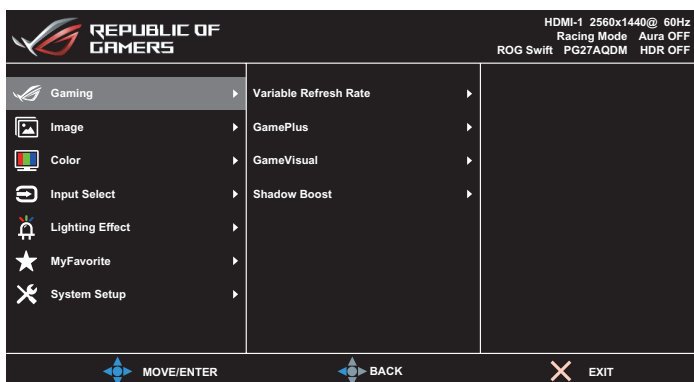 REPUBLIC OF
GAMERS
HDMI-1 2560x1440@ 60Hz
Racing Mode Aura OFF
ROG Swift PG27AQDM HDR OFF
Gaming
Image
Color
Input Select
Lighting Effect
MyFavorite
System Setup
Variable Refresh Rate
GamePlus
GameVisual
Shadow Boost
MOVE/ENTER
BACK
EXIT